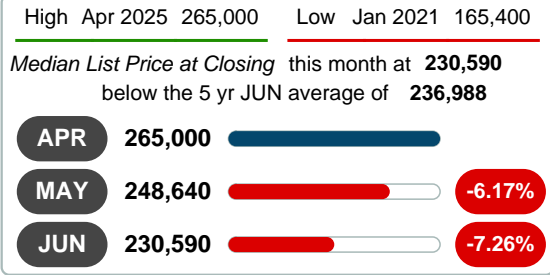 High Apr 2025 265,000 Low Jan 2021 165,400
Median List Price at Closing this month at 230,590
below the 5 yr JUN average of 236,988
APR 265,000
MAY 248,640 -6.17%
JUN 230,590 -7.26%